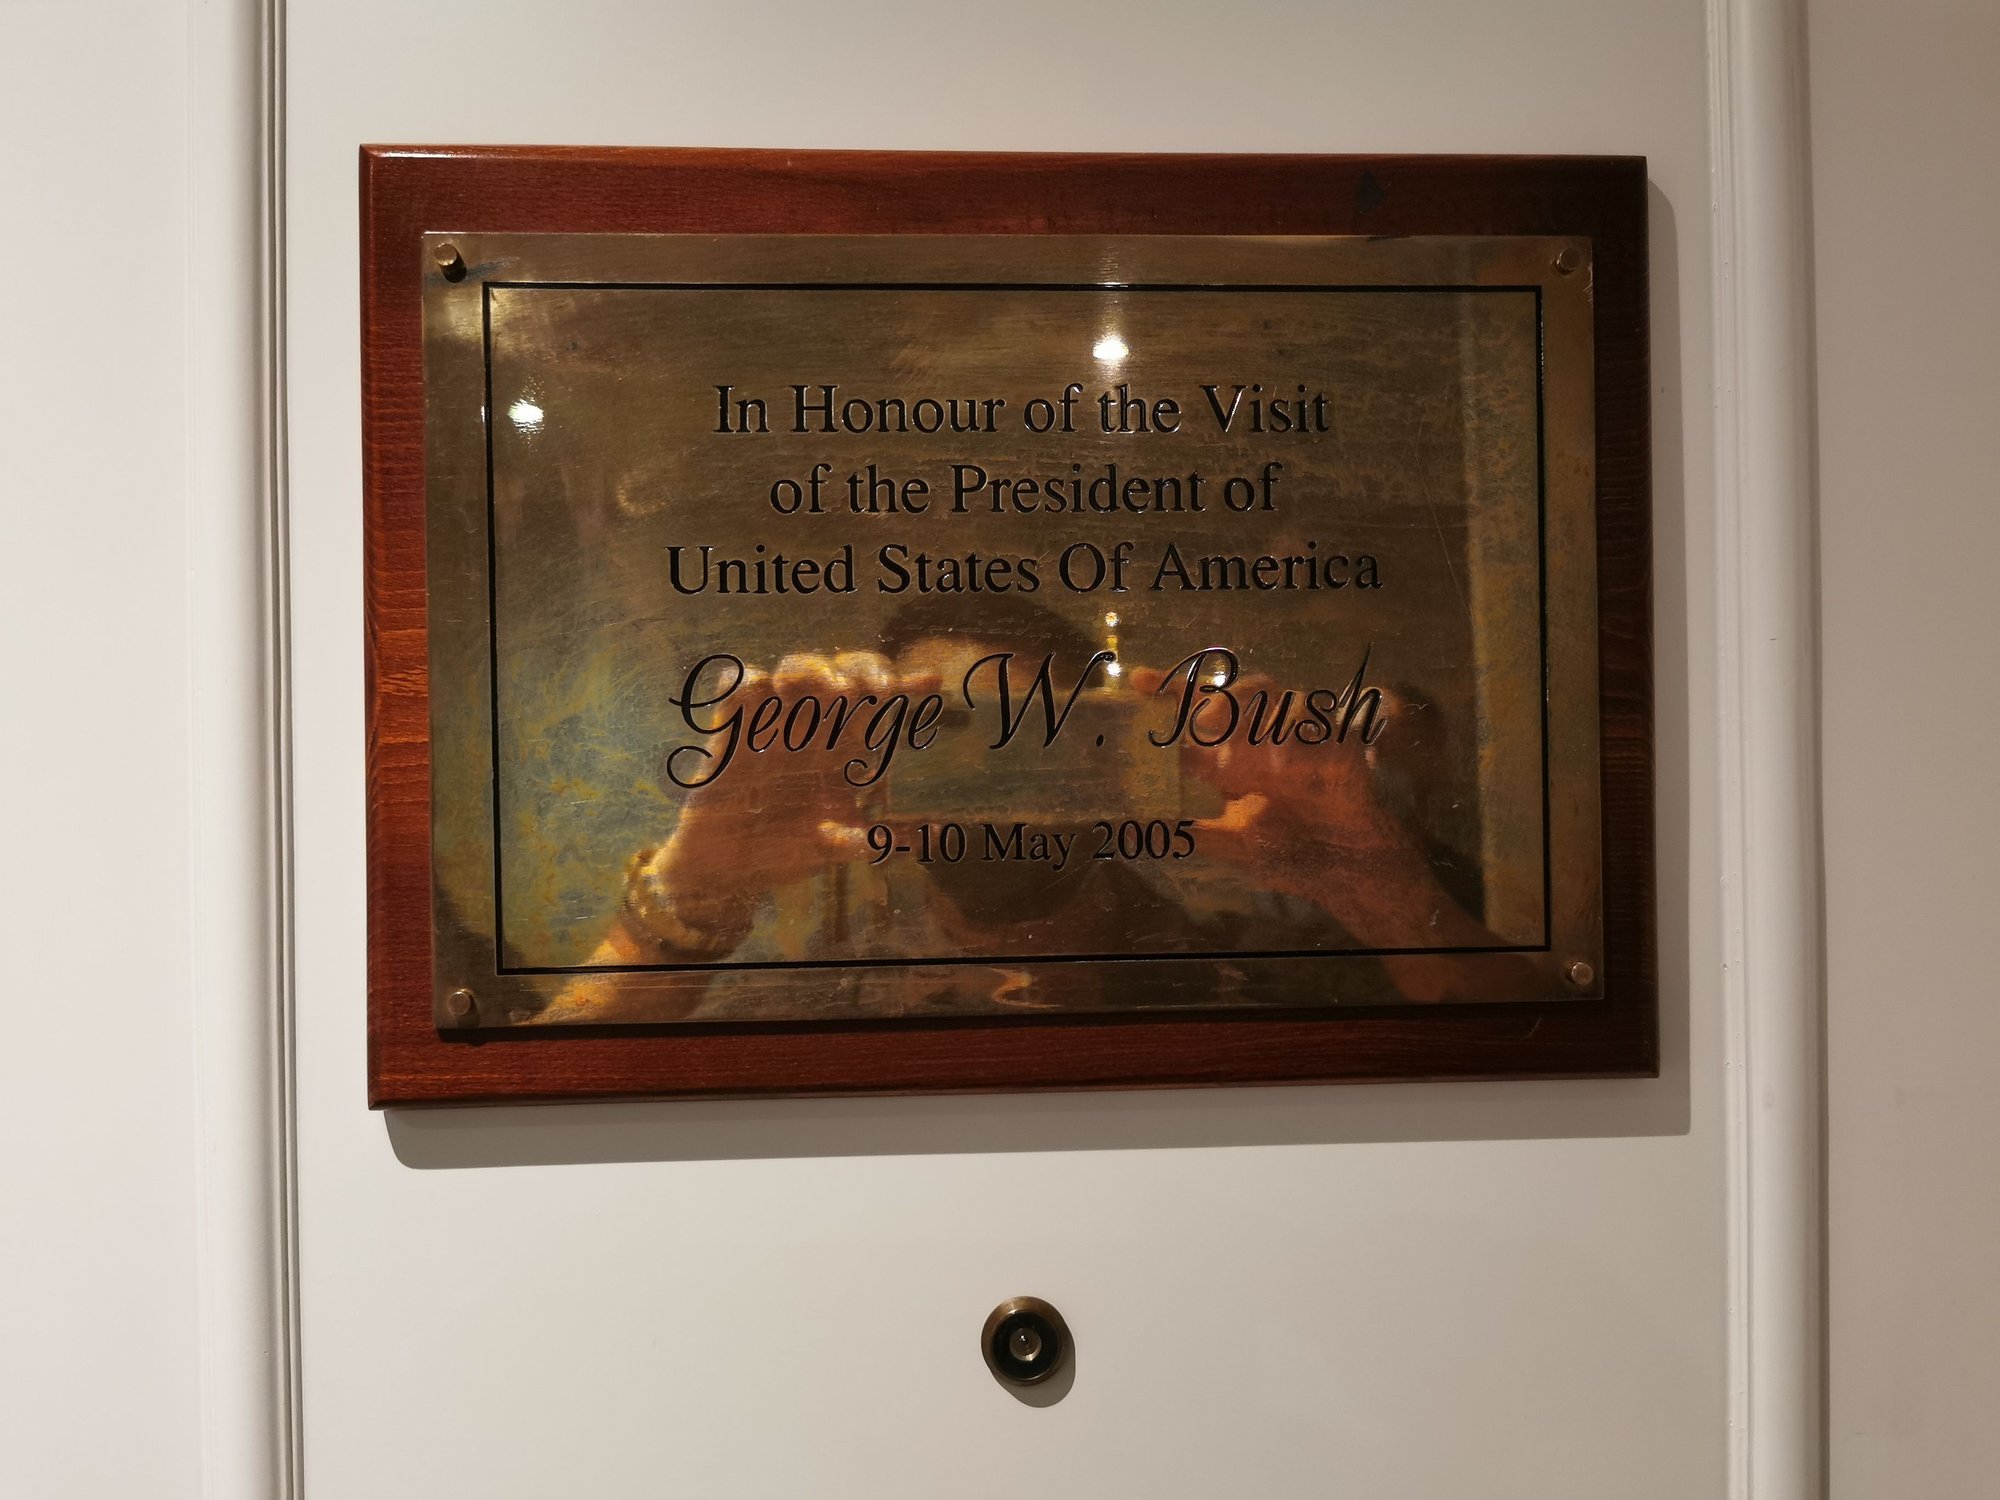 In Honour of the Visit
of the President of
United States Of America
George W. Bush
9-10 May 2005